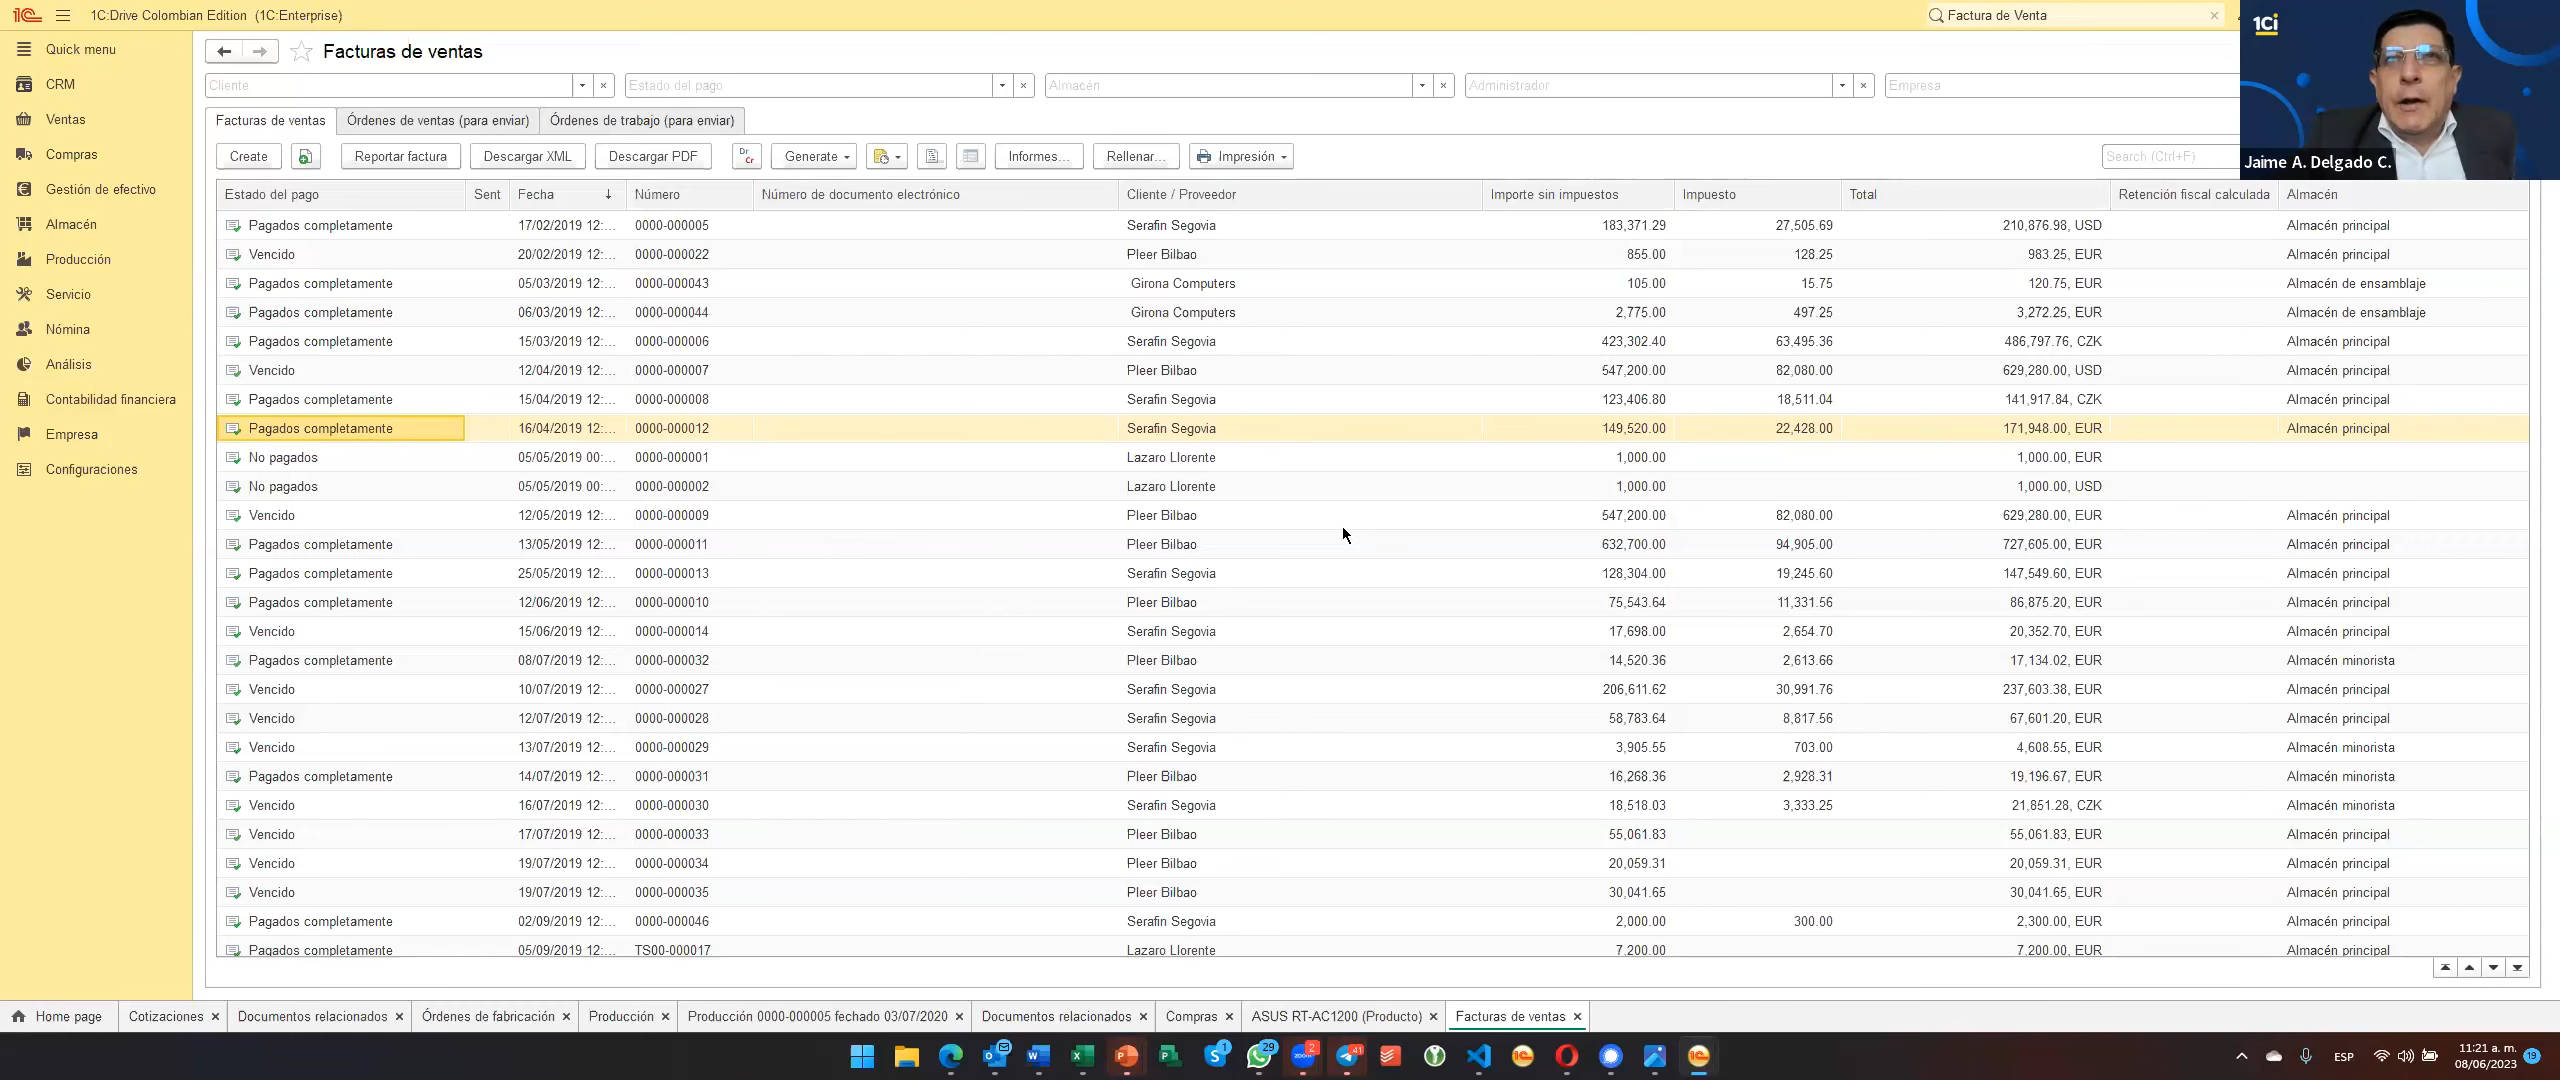 1C:Drive Colombian Edition (1C:Enterprise)
Factura de Venta
1Ci
Jaime A. Delgado C.
Quick menu
CRM
Ventas
Compras
Gestión de efectivo
Almacén
Producción
Servicio
Nómina
Análisis
Contabilidad financiera
Empresa
Configuraciones
Facturas de ventas
Cliente Estado del pago Almacén Administrador Empresa
Facturas de ventas Órdenes de ventas (para enviar) Órdenes de trabajo (para enviar)
Create Reportar factura Descargar XML Descargar PDF Dr Cr Generate Informes... Rellenar... Impresión Search (Ctrl+F)
Estado del pago Sent Fecha ↓ Número Número de documento electrónico Cliente / Proveedor Importe sin impuestos Impuesto Total Retención fiscal calculada Almacén
Pagados completamente 17/02/2019 12:... 0000-000005 Serafin Segovia 183,371.29 27,505.69 210,876.98, USD Almacén principal
Vencido 20/02/2019 12:... 0000-000022 Pleer Bilbao 855.00 128.25 983.25, EUR Almacén principal
Pagados completamente 05/03/2019 12:... 0000-000043 Girona Computers 105.00 15.75 120.75, EUR Almacén de ensamblaje
Pagados completamente 06/03/2019 12:... 0000-000044 Girona Computers 2,775.00 497.25 3,272.25, EUR Almacén de ensamblaje
Pagados completamente 15/03/2019 12:... 0000-000006 Serafin Segovia 423,302.40 63,495.36 486,797.76, CZK Almacén principal
Vencido 12/04/2019 12:... 0000-000007 Pleer Bilbao 547,200.00 82,080.00 629,280.00, USD Almacén principal
Pagados completamente 15/04/2019 12:... 0000-000008 Serafin Segovia 123,406.80 18,511.04 141,917.84, CZK Almacén principal
Pagados completamente 16/04/2019 12:... 0000-000012 Serafin Segovia 149,520.00 22,428.00 171,948.00, EUR Almacén principal
No pagados 05/05/2019 00:... 0000-000001 Lazaro Llorente 1,000.00 1,000.00, EUR
No pagados 05/05/2019 00:... 0000-000002 Lazaro Llorente 1,000.00 1,000.00, USD
Vencido 12/05/2019 12:... 0000-000009 Pleer Bilbao 547,200.00 82,080.00 629,280.00, EUR Almacén principal
Pagados completamente 13/05/2019 12:... 0000-000011 Pleer Bilbao 632,700.00 94,905.00 727,605.00, EUR Almacén principal
Pagados completamente 25/05/2019 12:... 0000-000013 Serafin Segovia 128,304.00 19,245.60 147,549.60, EUR Almacén principal
Pagados completamente 12/06/2019 12:... 0000-000010 Pleer Bilbao 75,543.64 11,331.56 86,875.20, EUR Almacén principal
Vencido 15/06/2019 12:... 0000-000014 Serafin Segovia 17,698.00 2,654.70 20,352.70, EUR Almacén principal
Pagados completamente 08/07/2019 12:... 0000-000032 Pleer Bilbao 14,520.36 2,613.66 17,134.02, EUR Almacén minorista
Vencido 10/07/2019 12:... 0000-000027 Serafin Segovia 206,611.62 30,991.76 237,603.38, EUR Almacén principal
Vencido 12/07/2019 12:... 0000-000028 Serafin Segovia 58,783.64 8,817.56 67,601.20, EUR Almacén principal
Vencido 13/07/2019 12:... 0000-000029 Serafin Segovia 3,905.55 703.00 4,608.55, EUR Almacén minorista
Pagados completamente 14/07/2019 12:... 0000-000031 Pleer Bilbao 16,268.36 2,928.31 19,196.67, EUR Almacén minorista
Vencido 16/07/2019 12:... 0000-000030 Serafin Segovia 18,518.03 3,333.25 21,851.28, CZK Almacén minorista
Vencido 17/07/2019 12:... 0000-000033 Pleer Bilbao 55,061.83 55,061.83, EUR Almacén principal
Vencido 19/07/2019 12:... 0000-000034 Pleer Bilbao 20,059.31 20,059.31, EUR Almacén principal
Vencido 19/07/2019 12:... 0000-000035 Pleer Bilbao 30,041.65 30,041.65, EUR Almacén principal
Pagados completamente 02/09/2019 12:... 0000-000046 Serafin Segovia 2,000.00 300.00 2,300.00, EUR Almacén principal
Pagados completamente 05/09/2019 12:... TS00-000017 Lazaro Llorente 7,200.00 7,200.00, EUR Almacén principal
Home page Cotizaciones Documentos relacionados Órdenes de fabricación Producción Producción 0000-000005 fechado 03/07/2020 Documentos relacionados Compras ASUS RT-AC1200 (Producto) Facturas de ventas
1 29 2 41
ESP
11:21 a. m.
08/06/2023
19